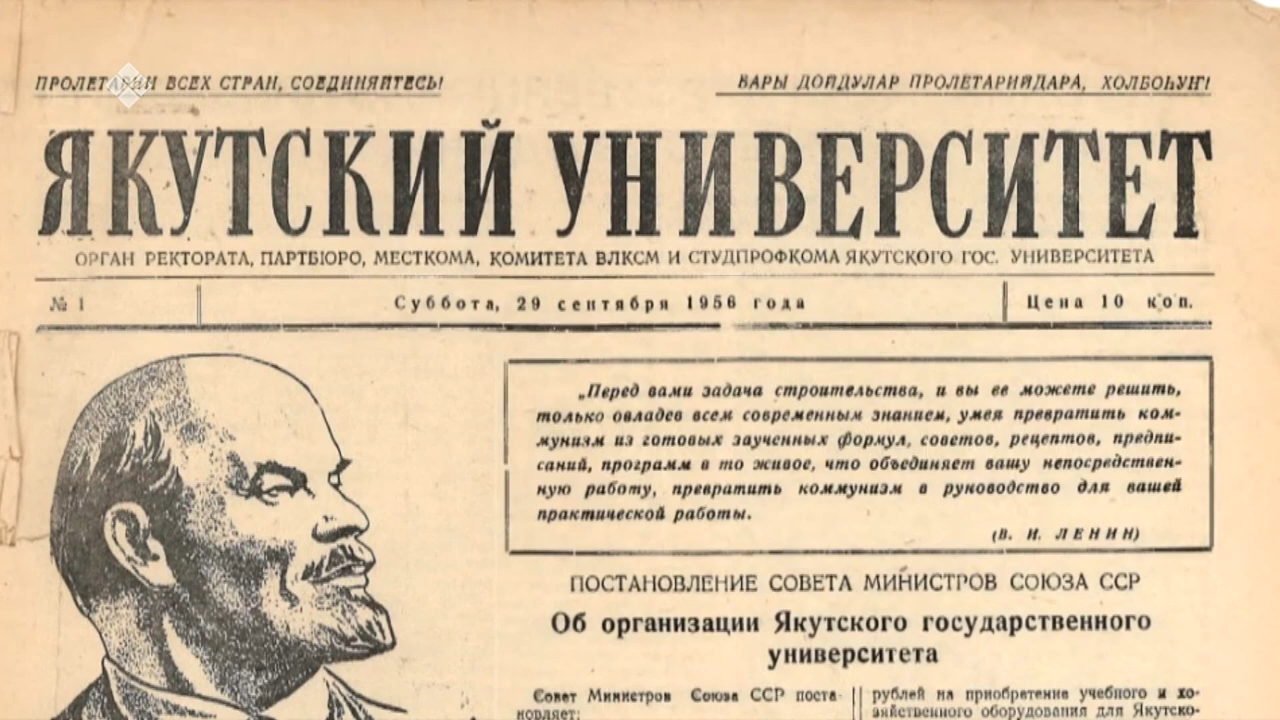 ПРОЛЕТАРИИ ВСЕХ СТРАН, СОЕДИНЯЙТЕСЬ!
БАРЫ ДОЙДУЛАР ПРОЛЕТАРИЙДАРА, ХОЛБОҺУҤ!
ЯКУТСКИЙ УНИВЕРСИТЕТ
ОРГАН РЕКТОРАТА, ПАРТБЮРО, МЕСТКОМА, КОМИТЕТА ВЛКСМ И СТУДПРОФКОМА ЯКУТСКОГО ГОС. УНИВЕРСИТЕТА
№ 1
Суббота, 29 сентября 1956 года
Цена 10 коп.
„Перед вами задача строительства, и вы ее можете решить,
только овладев всем современным знанием, умея превратить ком-
мунизм из готовых заученных формул, советов, рецептов, предпи-
саний, программ в то живое, что объединяет вашу непосредствен-
ную работу, превратить коммунизм в руководство для вашей
практической работы.
(В. И. ЛЕНИН)
ПОСТАНОВЛЕНИЕ СОВЕТА МИНИСТРОВ СОЮЗА ССР
Об организации Якутского государственного
университета
Совет Министров Союза ССР поста-
новляет:
рублей на приобретение учебного и хо-
зяйственного оборудования для Якутско-